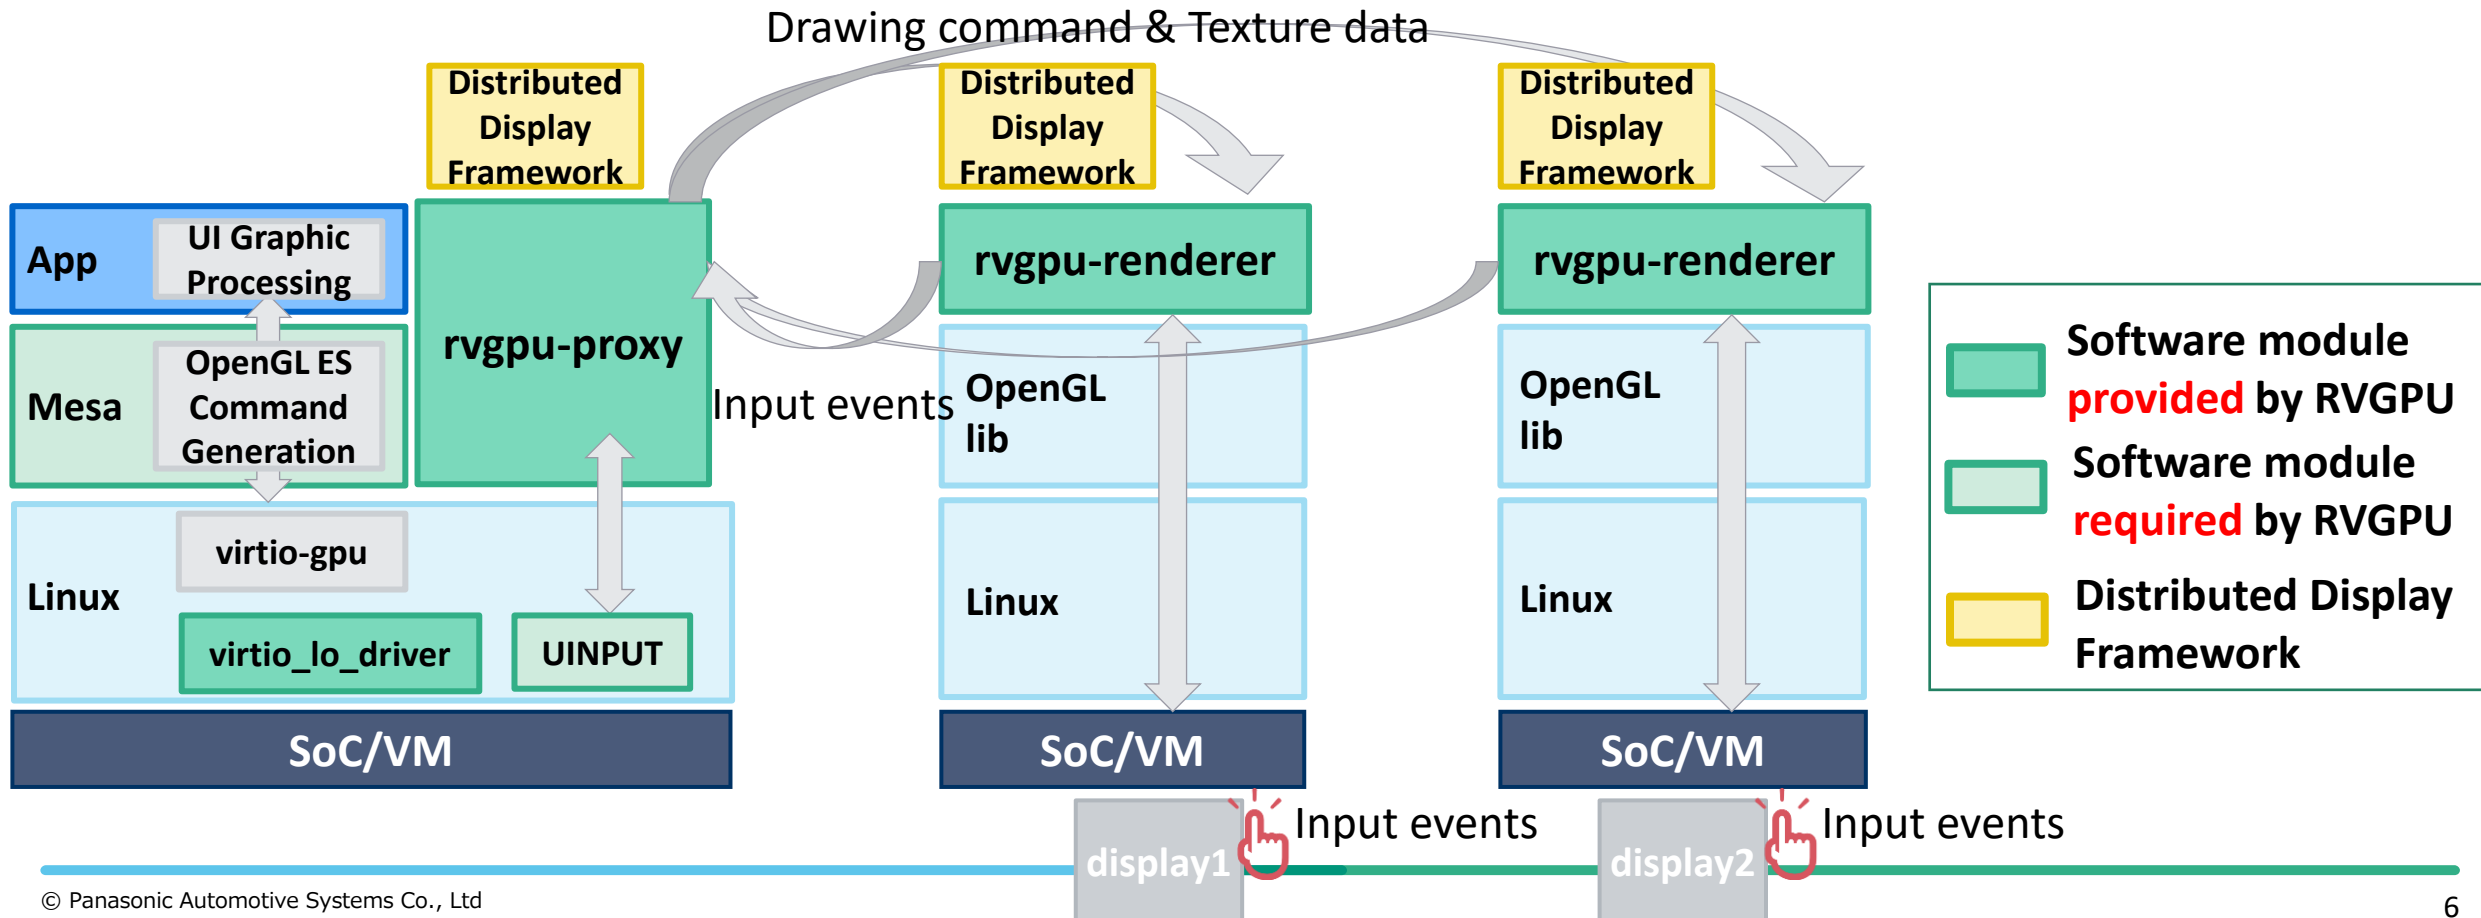 Drawing command & Texture data
Distributed
Display
Framework
Distributed
Display
Framework
Distributed
Display
Framework
App
UI Graphic
Processing
rvgpu-proxy
rvgpu-renderer
rvgpu-renderer
Mesa
OpenGL ES
Command
Generation
Input events
OpenGL
lib
OpenGL
lib
Linux
virtio-gpu
virtio_lo_driver
UINPUT
Linux
Linux
SoC/VM
SoC/VM
SoC/VM
Software module
provided by RVGPU
Software module
required by RVGPU
Distributed Display
Framework
display1
Input events
display2
Input events
© Panasonic Automotive Systems Co., Ltd
6